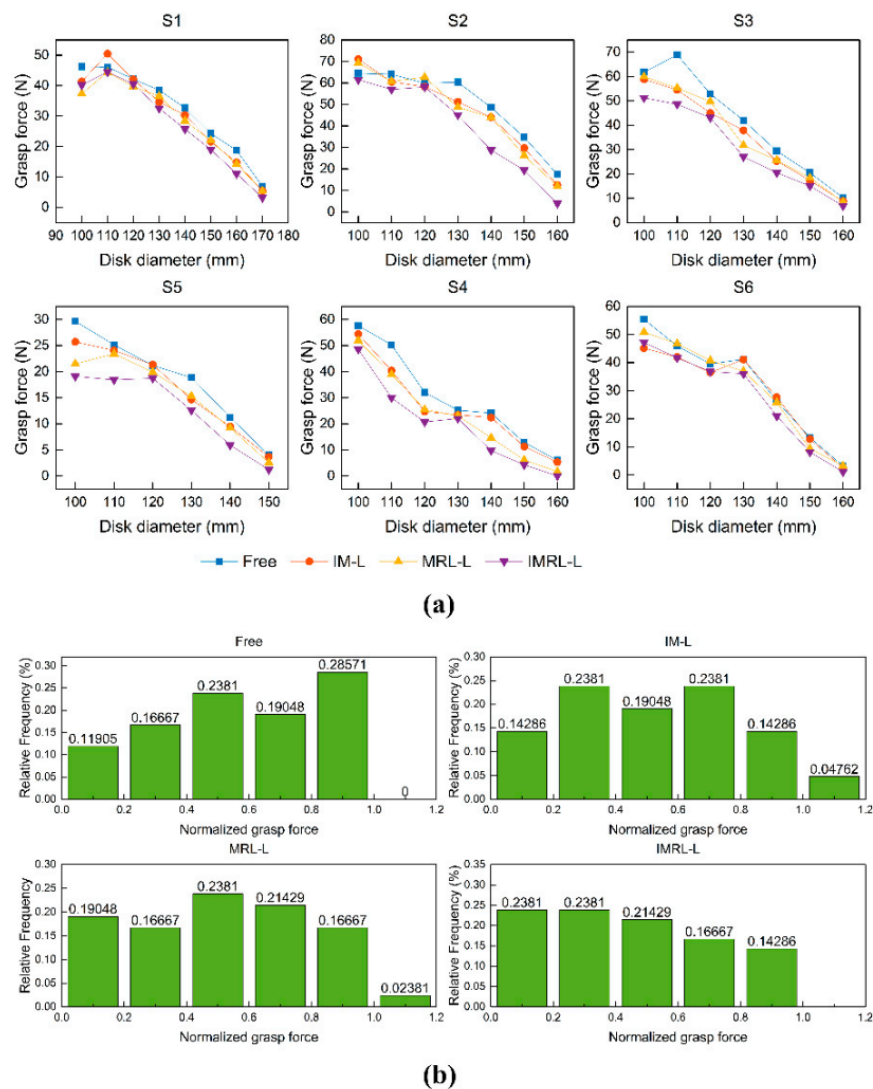 S1
S2
S3
Grasp force (N)
50
40
30
20
10
0
90 100 110 120 130 140 150 160 170 180
Disk diameter (mm)
Grasp force (N)
80
70
60
50
40
30
20
10
0
100 110 120 130 140 150 160
Disk diameter (mm)
Grasp force (N)
70
60
50
40
30
20
10
0
100 110 120 130 140 150 160
Disk diameter (mm)
S5
S4
S6
Grasp force (N)
30
25
20
15
10
5
0
100 110 120 130 140 150
Disk diameter (mm)
Grasp force (N)
60
50
40
30
20
10
0
100 110 120 130 140 150 160
Disk diameter (mm)
Grasp force (N)
60
50
40
30
20
10
0
100 110 120 130 140 150 160
Disk diameter (mm)
Free IM-L MRL-L IMRL-L
(a)
Free
Relative Frequency (%)
0.30
0.25
0.20
0.15
0.10
0.05
0.00
0.11905 0.16667 0.2381 0.19048 0.28571 0
0.0 0.2 0.4 0.6 0.8 1.0 1.2
Normalized grasp force
IM-L
Relative Frequency (%)
0.30
0.25
0.20
0.15
0.10
0.05
0.00
0.14286 0.2381 0.19048 0.2381 0.14286 0.04762
0.0 0.2 0.4 0.6 0.8 1.0 1.2
Normalized grasp force
MRL-L
Relative Frequency
0.30
0.25
0.20
0.15
0.10
0.05
0.00
0.19048 0.16667 0.2381 0.21429 0.16667 0.02381
0.0 0.2 0.4 0.6 0.8 1.0 1.2
Normalized grasp force
IMRL-L
Relative Frequency (%)
0.35
0.30
0.25
0.20
0.15
0.10
0.05
0.00
0.2381 0.2381 0.21429 0.16667 0.14286
0.0 0.2 0.4 0.6 0.8 1.0 1.2
Normalized grasp force
(b)